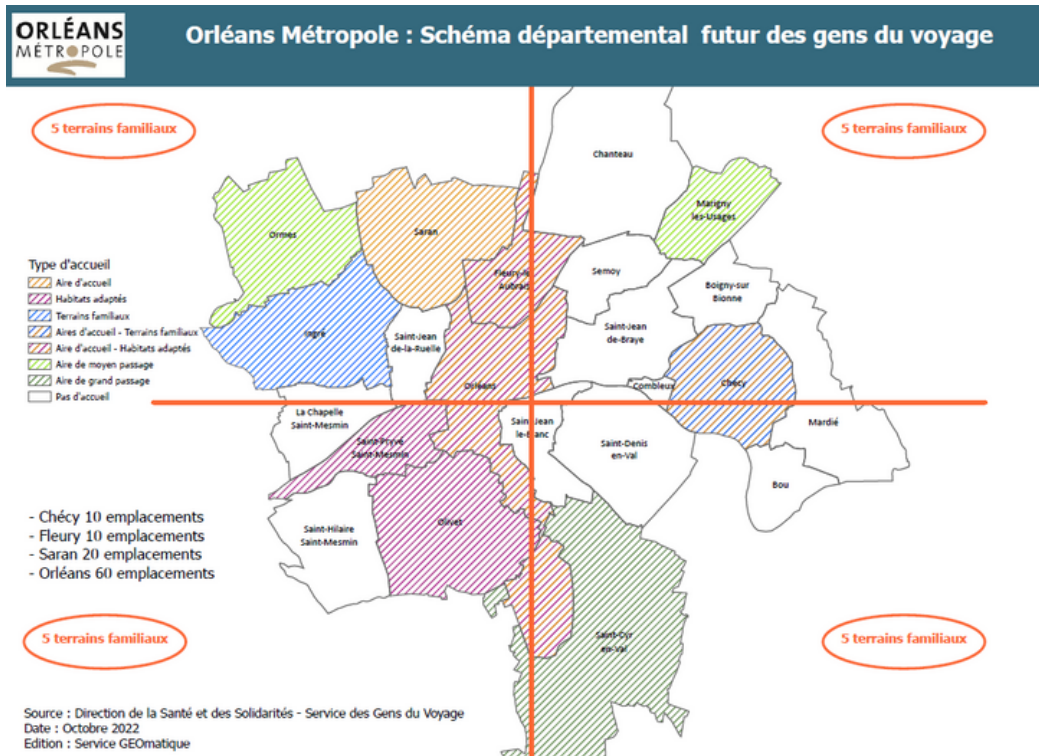 ORLÉANS
MÉTROPOLE
Orléans Métropole : Schéma départemental futur des gens du voyage
5 terrains familiaux
5 terrains familiaux
Chanteau
Marigny
les-Usages
Ormes
Saran
Fleury-les
Aubrais
Semoy
Boigny-sur
Bionne
Type d'accueil
Aire d'accueil
Habitats adaptés
Terrains familiaux
Aires d'accueil - Terrains familiaux
Aire d'accueil - Habitats adaptés
Aire de moyen passage
Aire de grand passage
Pas d'accueil
Ingré
Saint-Jean
de-la-Ruelle
Saint-Jean
de-Braye
Orléans
Combleux
Chécy
La Chapelle
Saint-Mesmin
Saint-Jean
le-Blanc
Mardié
Saint-Pryvé
Saint-Mesmin
Saint-Denis
en-Val
Bou
Saint-Hilaire
Saint-Mesmin
Olivet
- Chécy 10 emplacements
- Fleury 10 emplacements
- Saran 20 emplacements
- Orléans 60 emplacements
Saint-Cyr
en-Val
5 terrains familiaux
5 terrains familiaux
Source : Direction de la Santé et des Solidarités - Service des Gens du Voyage
Date : Octobre 2022
Edition : Service GEOmatique